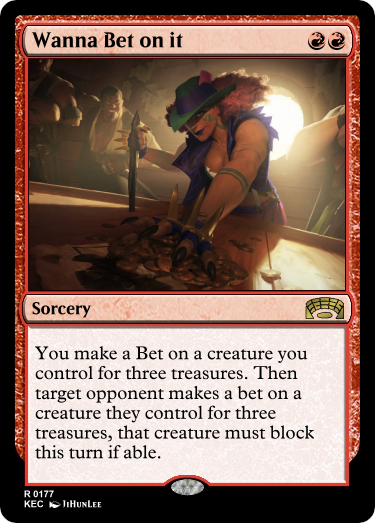 Wanna Bet on it
Sorcery
You make a Bet on a creature you
control for three treasures. Then
target opponent makes a bet on a
creature they control for three
treasures, that creature must block
this turn if able.
R 0177
KEC JiHunLee